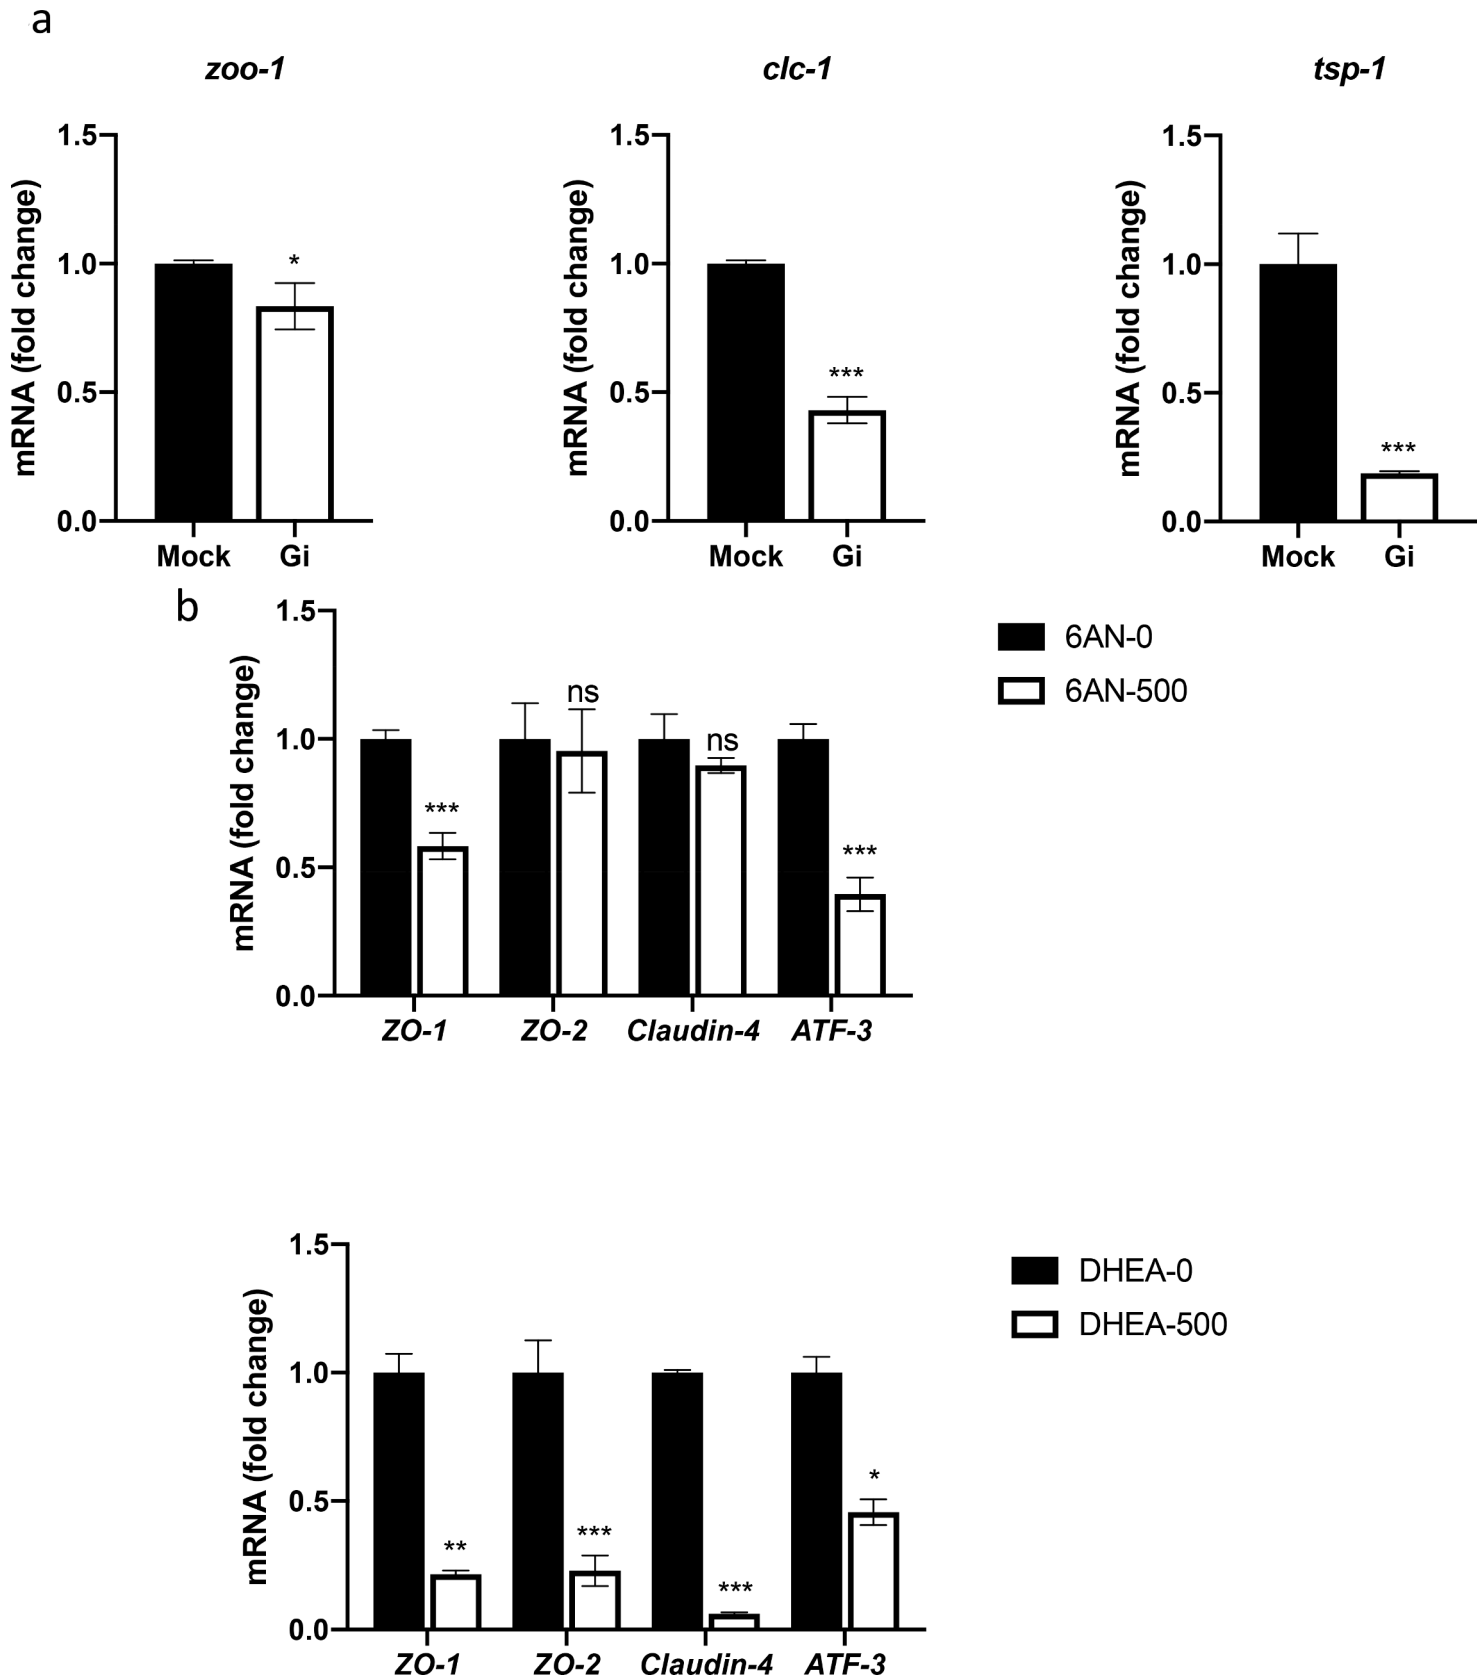 a
zoo-1 clc-1 tsp-1
mRNA (fold change) mRNA (fold change) mRNA (fold change)
1.5 1.5 1.5
1.0 * 1.0 1.0
0.5 0.5 *** 0.5
***
0.0 0.0 0.0
Mock Gi Mock Gi Mock Gi
b
mRNA (fold change)
1.5
6AN-0
6AN-500
1.0 ns ns
***
0.5 ***
0.0
ZO-1 ZO-2 Claudin-4 ATF-3
mRNA (fold change)
1.5
DHEA-0
DHEA-500
1.0
0.5 *
** *** ***
0.0
ZO-1 ZO-2 Claudin-4 ATF-3